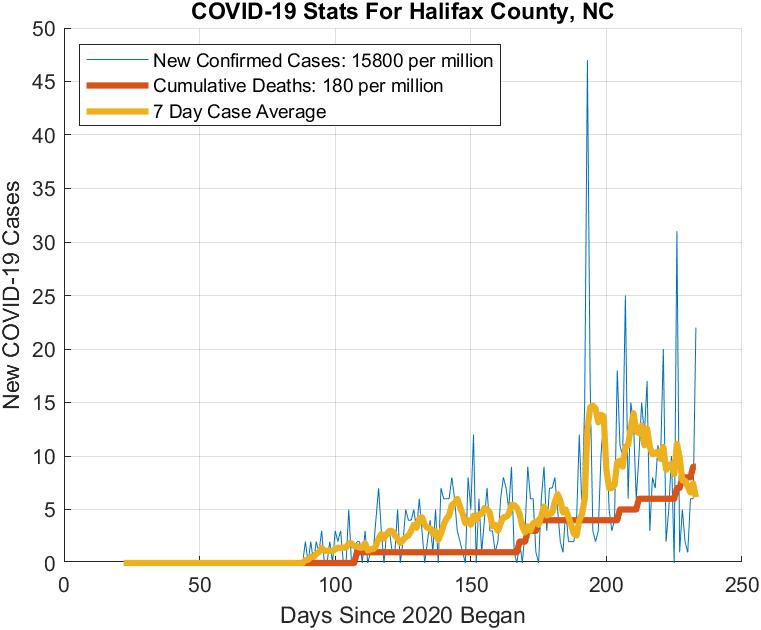 COVID-19 Stats For Halifax County, NC
New Confirmed Cases: 15800 per million
Cumulative Deaths: 180 per million
7 Day Case Average
New COVID-19 Cases
50
45
40
35
30
25
20
15
10
5
0
0 50 100 150 200 250
Days Since 2020 Began